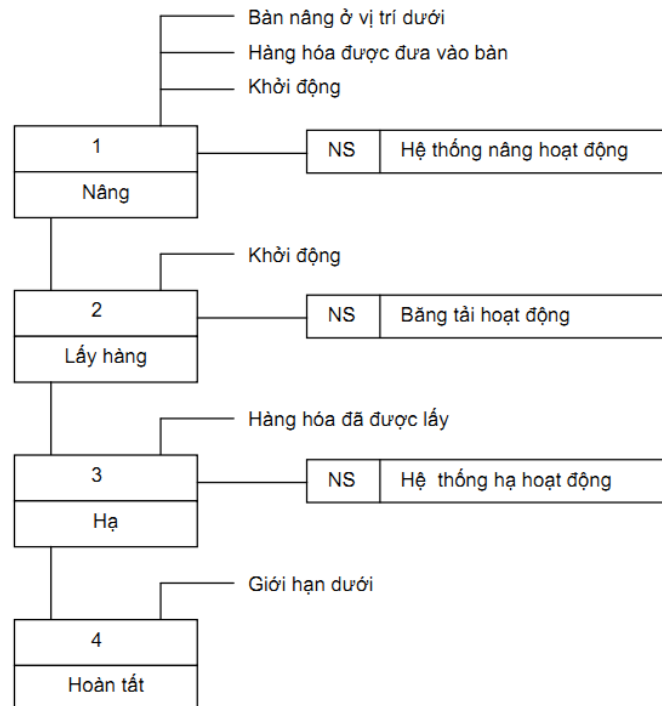 Bàn nâng ở vị trí dưới
Hàng hóa được đưa vào bàn
Khởi động
1
NS
Hệ thống nâng hoạt động
Nâng
Khởi động
2
NS
Băng tải hoạt động
Lấy hàng
Hàng hóa đã được lấy
3
NS
Hệ thống hạ hoạt động
Hạ
Giới hạn dưới
4
Hoàn tất